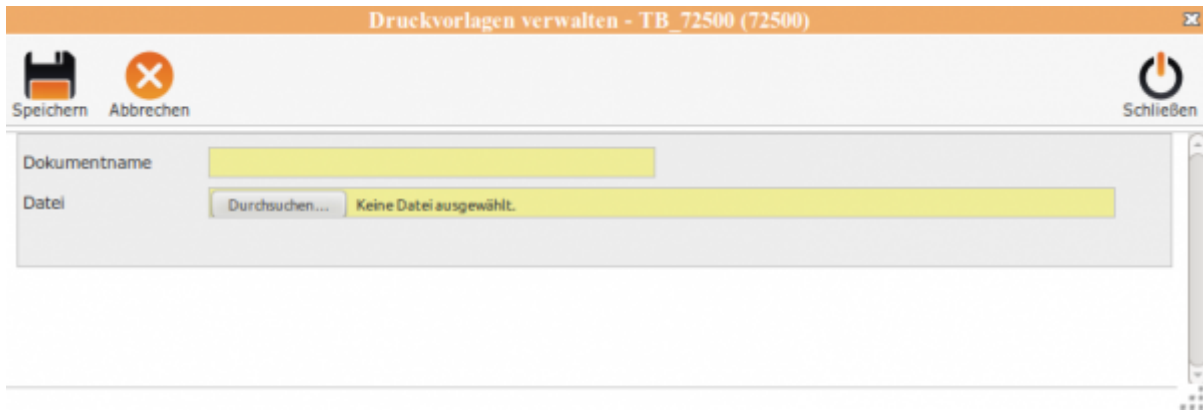 Druckvorlagen verwalten - TB_72500 (72500)
Speichern Abbrechen Schließen
Dokumentname
Datei Durchsuchen... Keine Datei ausgewählt.